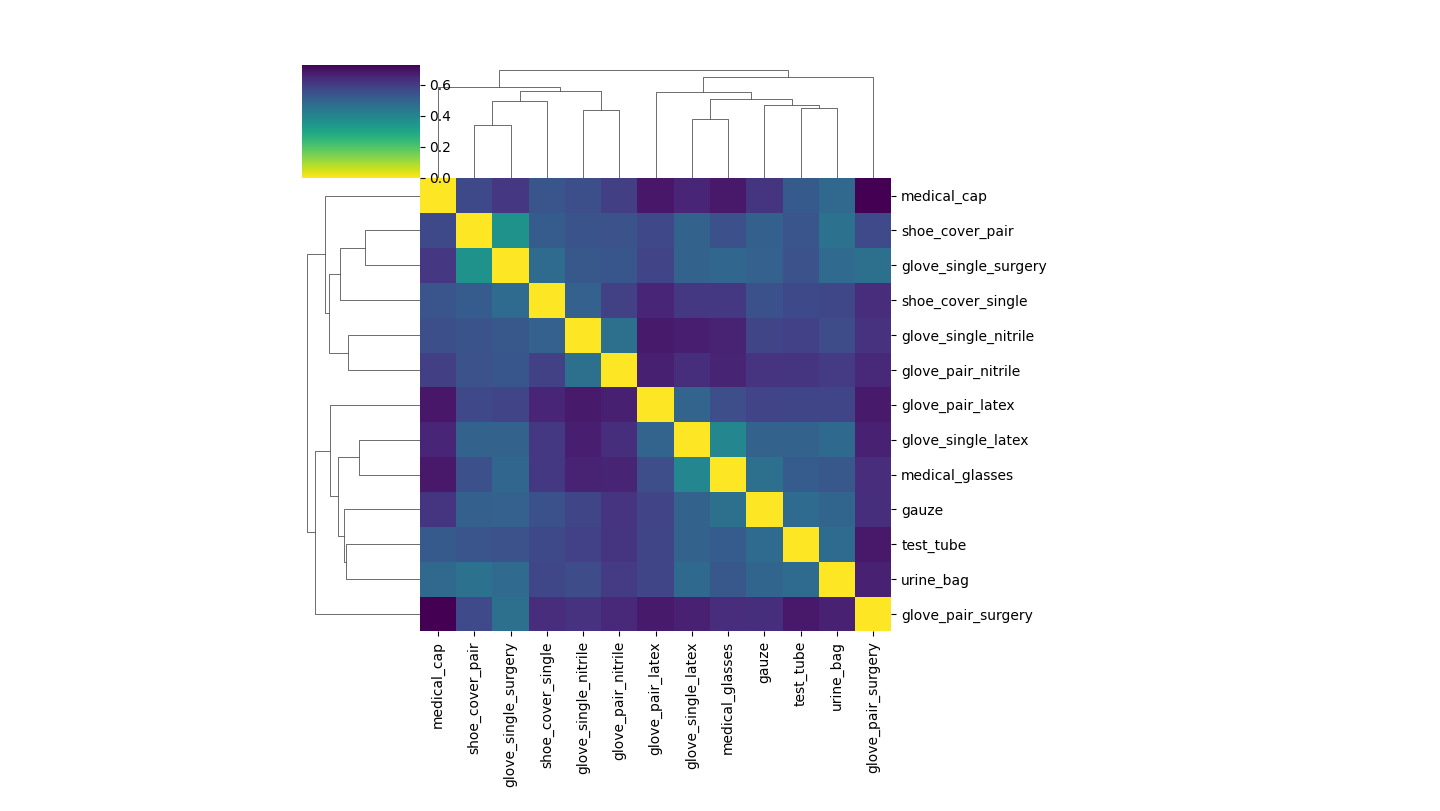 0.6
0.4
0.2
0.0
medical_cap
shoe_cover_pair
glove_single_surgery
shoe_cover_single
glove_single_nitrile
glove_pair_nitrile
glove_pair_latex
glove_single_latex
medical_glasses
gauze
test_tube
urine_bag
glove_pair_surgery
medical_cap
shoe_cover_pair
glove_single_surgery
shoe_cover_single
glove_single_nitrile
glove_pair_nitrile
glove_pair_latex
glove_single_latex
medical_glasses
gauze
test_tube
urine_bag
glove_pair_surgery